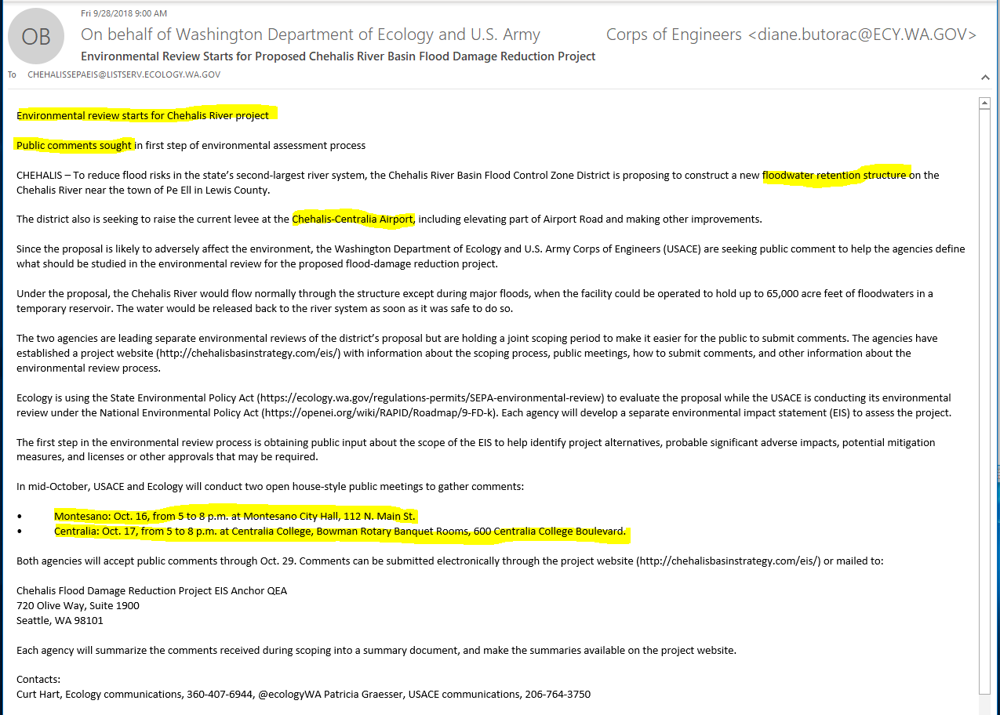 Fri 9/28/2018 9:00 AM
OB
On behalf of Washington Department of Ecology and U.S. Army Corps of Engineers <diane.butorac@ECY.WA.GOV>
Environmental Review Starts for Proposed Chehalis River Basin Flood Damage Reduction Project
To CHEHALISSEPAEIS@LISTSERV.ECOLOGY.WA.GOV
Environmental review starts for Chehalis River project
Public comments sought in first step of environmental assessment process
CHEHALIS – To reduce flood risks in the state's second-largest river system, the Chehalis River Basin Flood Control Zone District is proposing to construct a new floodwater retention structure on the
Chehalis River near the town of Pe Ell in Lewis County.
The district also is seeking to raise the current levee at the Chehalis-Centralia Airport, including elevating part of Airport Road and making other improvements.
Since the proposal is likely to adversely affect the environment, the Washington Department of Ecology and U.S. Army Corps of Engineers (USACE) are seeking public comment to help the agencies define
what should be studied in the environmental review for the proposed flood-damage reduction project.
Under the proposal, the Chehalis River would flow normally through the structure except during major floods, when the facility could be operated to hold up to 65,000 acre feet of floodwaters in a
temporary reservoir. The water would be released back to the river system as soon as it was safe to do so.
The two agencies are leading separate environmental reviews of the district's proposal but are holding a joint scoping period to make it easier for the public to submit comments. The agencies have
established a project website (http://chehalisbasinstrategy.com/eis/) with information about the scoping process, public meetings, how to submit comments, and other information about the
environmental review process.
Ecology is using the State Environmental Policy Act (https://ecology.wa.gov/regulations-permits/SEPA-environmental-review) to evaluate the proposal while the USACE is conducting its environmental
review under the National Environmental Policy Act (https://openei.org/wiki/RAPID/Roadmap/9-FD-k). Each agency will develop a separate environmental impact statement (EIS) to assess the project.
The first step in the environmental review process is obtaining public input about the scope of the EIS to help identify project alternatives, probable significant adverse impacts, potential mitigation
measures, and licenses or other approvals that may be required.
In mid-October, USACE and Ecology will conduct two open house-style public meetings to gather comments:
• Montesano: Oct. 16, from 5 to 8 p.m. at Montesano City Hall, 112 N. Main St.
• Centralia: Oct. 17, from 5 to 8 p.m. at Centralia College, Bowman Rotary Banquet Rooms, 600 Centralia College Boulevard.
Both agencies will accept public comments through Oct. 29. Comments can be submitted electronically through the project website (http://chehalisbasinstrategy.com/eis/) or mailed to:
Chehalis Flood Damage Reduction Project EIS Anchor QEA
720 Olive Way, Suite 1900
Seattle, WA 98101
Each agency will summarize the comments received during scoping into a summary document, and make the summaries available on the project website.
Contacts:
Curt Hart, Ecology communications, 360-407-6944, @ecologyWA Patricia Graesser, USACE communications, 206-764-3750